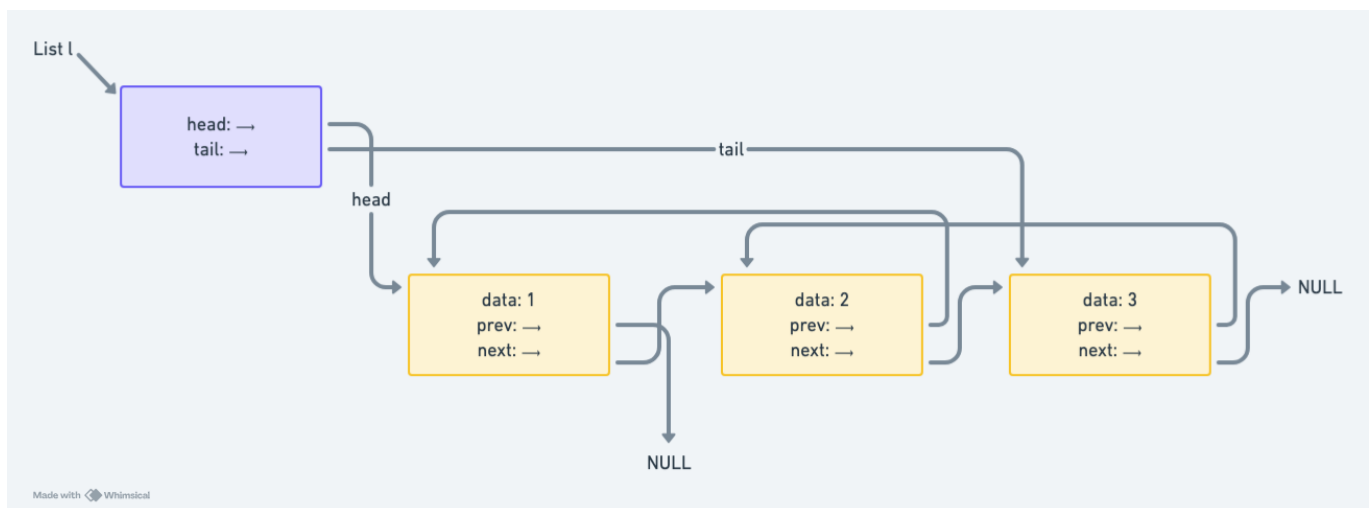 List l
head: →
tail: →
tail
head
data: 1
prev: →
next: →
data: 2
prev: →
next: →
data: 3
prev: →
next: →
NULL
NULL
Made with Whimsical